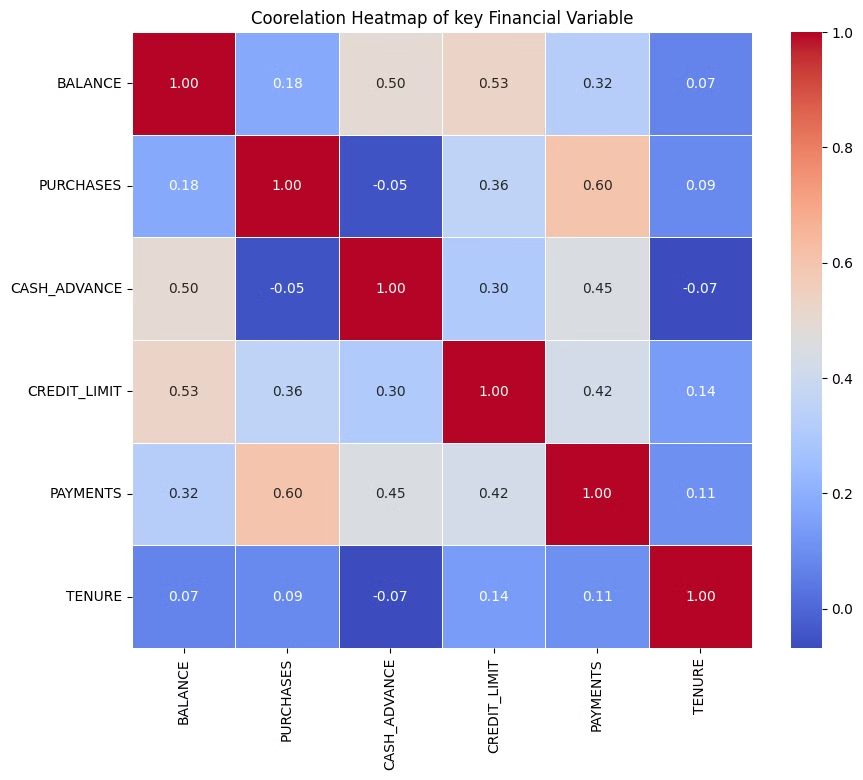 Coorelation Heatmap of key Financial Variable
BALANCE 1.00 0.18 0.50 0.53 0.32 0.07
PURCHASES 0.18 1.00 -0.05 0.36 0.60 0.09
CASH_ADVANCE 0.50 -0.05 1.00 0.30 0.45 -0.07
CREDIT_LIMIT 0.53 0.36 0.30 1.00 0.42 0.14
PAYMENTS 0.32 0.60 0.45 0.42 1.00 0.11
TENURE 0.07 0.09 -0.07 0.14 0.11 1.00
BALANCE
PURCHASES
CASH_ADVANCE
CREDIT_LIMIT
PAYMENTS
TENURE
1.0
0.8
0.6
0.4
0.2
0.0